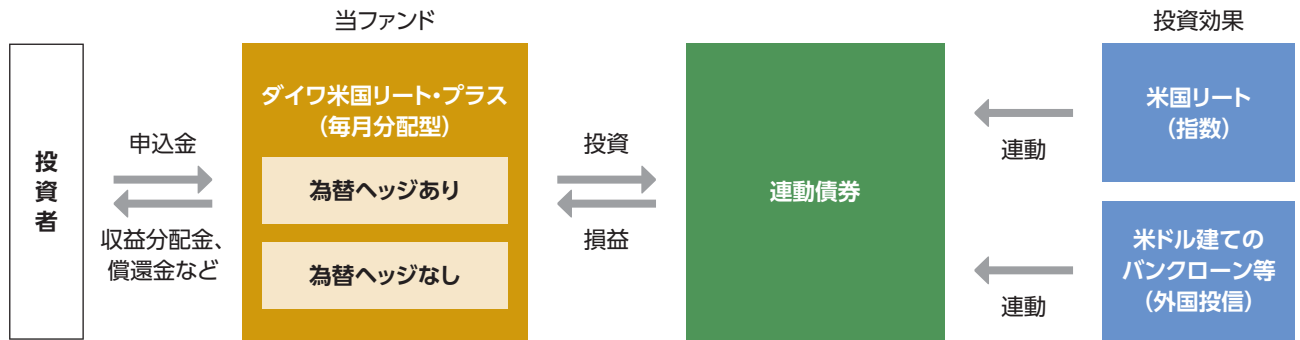 当ファンド
投資効果
投資者
申込金
収益分配金、
償還金など
ダイワ米国リート・プラス
（毎月分配型）
為替ヘッジあり
為替ヘッジなし
投資
損益
連動債券
連動
連動
米国リート
（指数）
米ドル建ての
バンクローン等
（外国投信）